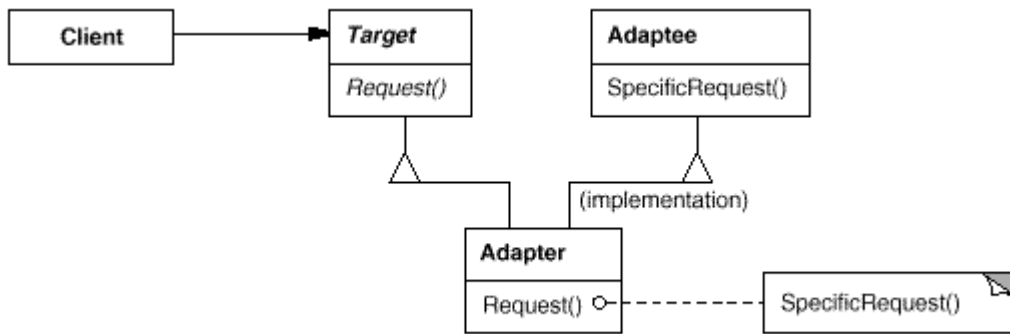 Client
Target
Request()
Adaptee
SpecificRequest()
(implementation)
Adapter
Request()
SpecificRequest()